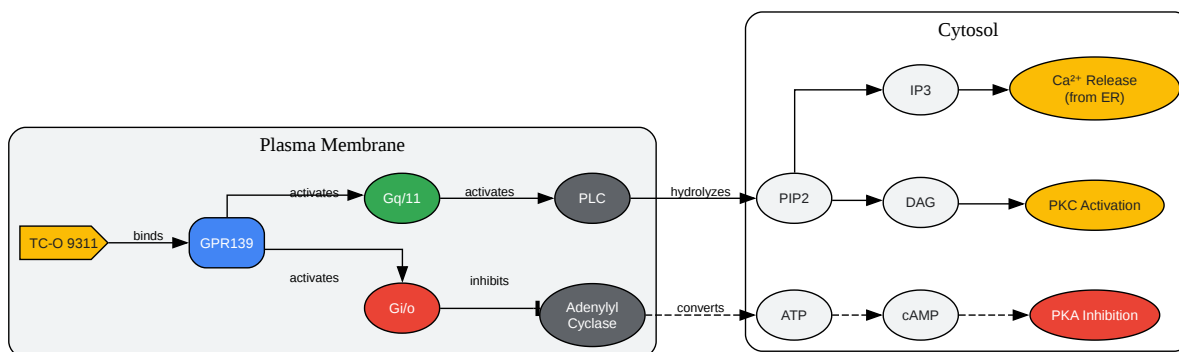 Cytosol
IP3
Ca²⁺ Release
(from ER)
Plasma Membrane
activates
Gq/11
activates
PLC
hydrolyzes
PIP2
DAG
PKC Activation
TC-O 9311
binds
GPR139
activates
Gi/o
inhibits
Adenylyl
Cyclase
converts
ATP
cAMP
PKA Inhibition